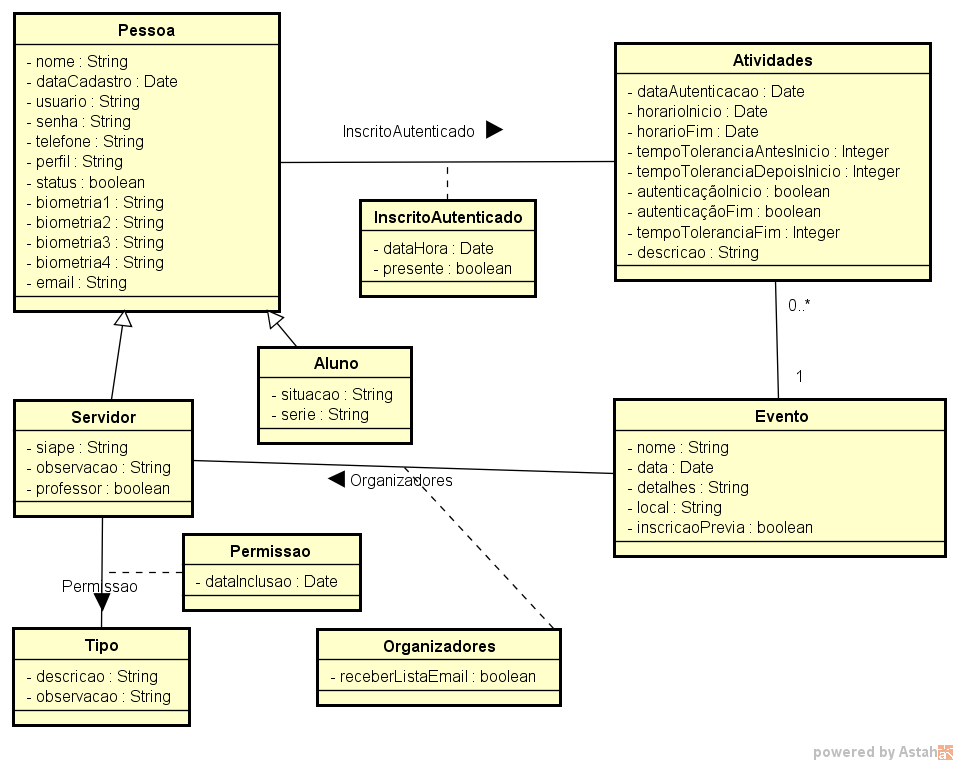 Pessoa
- nome : String
- dataCadastro : Date
- usuario : String
- senha : String
- telefone : String
- perfil : String
- status : boolean
- biometria1 : String
- biometria2 : String
- biometria3 : String
- biometria4 : String
- email : String
InscritoAutenticado
Atividades
- dataAutenticacao : Date
- horarioInicio : Date
- horarioFim : Date
- tempoToleranciaAntesInicio : Integer
- tempoToleranciaDepoisInicio : Integer
- autenticaçãoInicio : boolean
- autenticaçãoFim : boolean
- tempoToleranciaFim : Integer
- descricao : String
InscritoAutenticado
- dataHora : Date
- presente : boolean
0..*
1
Aluno
- situacao : String
- serie : String
Servidor
- siape : String
- observacao : String
- professor : boolean
Organizadores
Evento
- nome : String
- data : Date
- detalhes : String
- local : String
- inscricaoPrevia : boolean
Permissao
Permissao
- dataInclusao : Date
Tipo
- descricao : String
- observacao : String
Organizadores
- receberListaEmail : boolean
powered by Astah